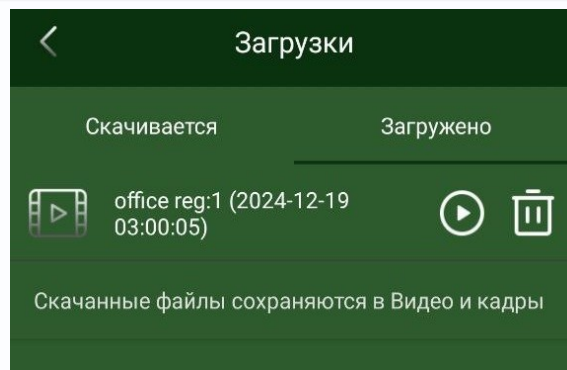 Загрузки
Скачивается
Загружено
office reg:1 (2024-12-19
03:00:05)
Скачанные файлы сохраняются в Видео и кадры